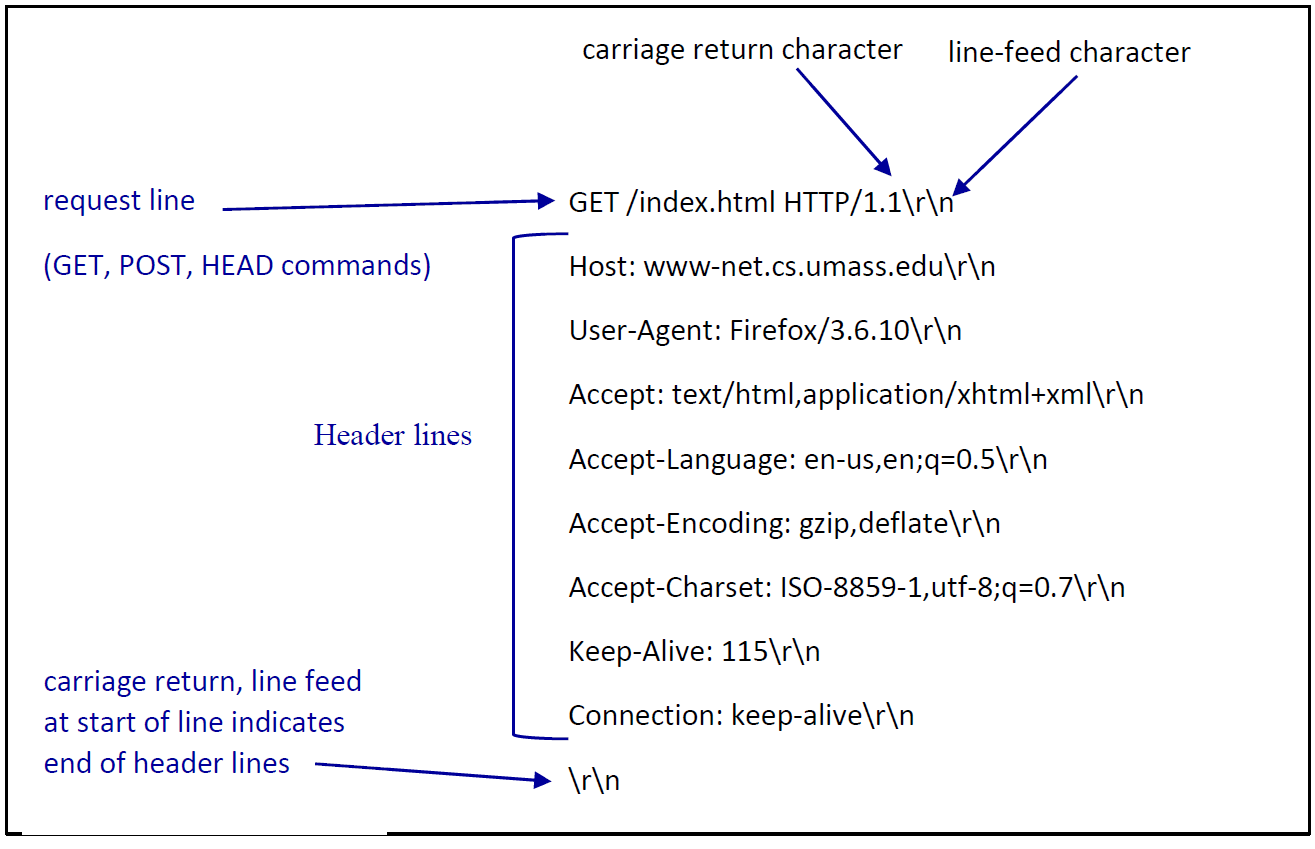 carriage return character
line-feed character
request line
GET /index.html HTTP/1.1\r\n
(GET, POST, HEAD commands)
Host: www-net.cs.umass.edu\r\n
User-Agent: Firefox/3.6.10\r\n
Accept: text/html,application/xhtml+xml\r\n
Header lines
Accept-Language: en-us,en;q=0.5\r\n
Accept-Encoding: gzip,deflate\r\n
Accept-Charset: ISO-8859-1,utf-8;q=0.7\r\n
Keep-Alive: 115\r\n
Connection: keep-alive\r\n
carriage return, line feed
at start of line indicates
end of header lines
\r\n